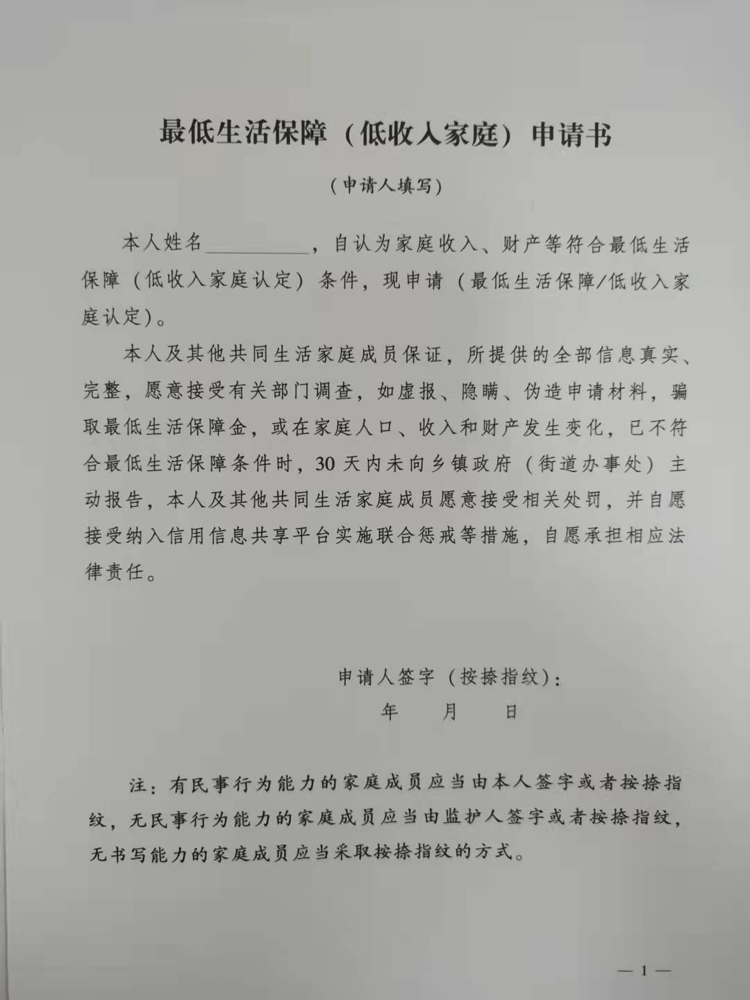 最低生活保障（低收入家庭）申请书
（申请人填写）
本人姓名__________，自认为家庭收入、财产等符合最低生活
保障（低收入家庭认定）条件，现申请（最低生活保障/低收入家
庭认定）。
本人及其他共同生活家庭成员保证，所提供的全部信息真实、
完整，愿意接受有关部门调查，如虚报、隐瞒、伪造申请材料，骗
取最低生活保障金，或在家庭人口、收入和财产发生变化，已不符
合最低生活保障条件时，30 天内未向乡镇政府（街道办事处）主
动报告，本人及其他共同生活家庭成员愿意接受相关处罚，并自愿
接受纳入信用信息共享平台实施联合惩戒等措施，自愿承担相应法
律责任。
申请人签字（按捺指纹）：
年 月 日
注：有民事行为能力的家庭成员应当由本人签字或者按捺指
纹，无民事行为能力的家庭成员应当由监护人签字或者按捺指纹，
无书写能力的家庭成员应当采取按捺指纹的方式。
— 1 —